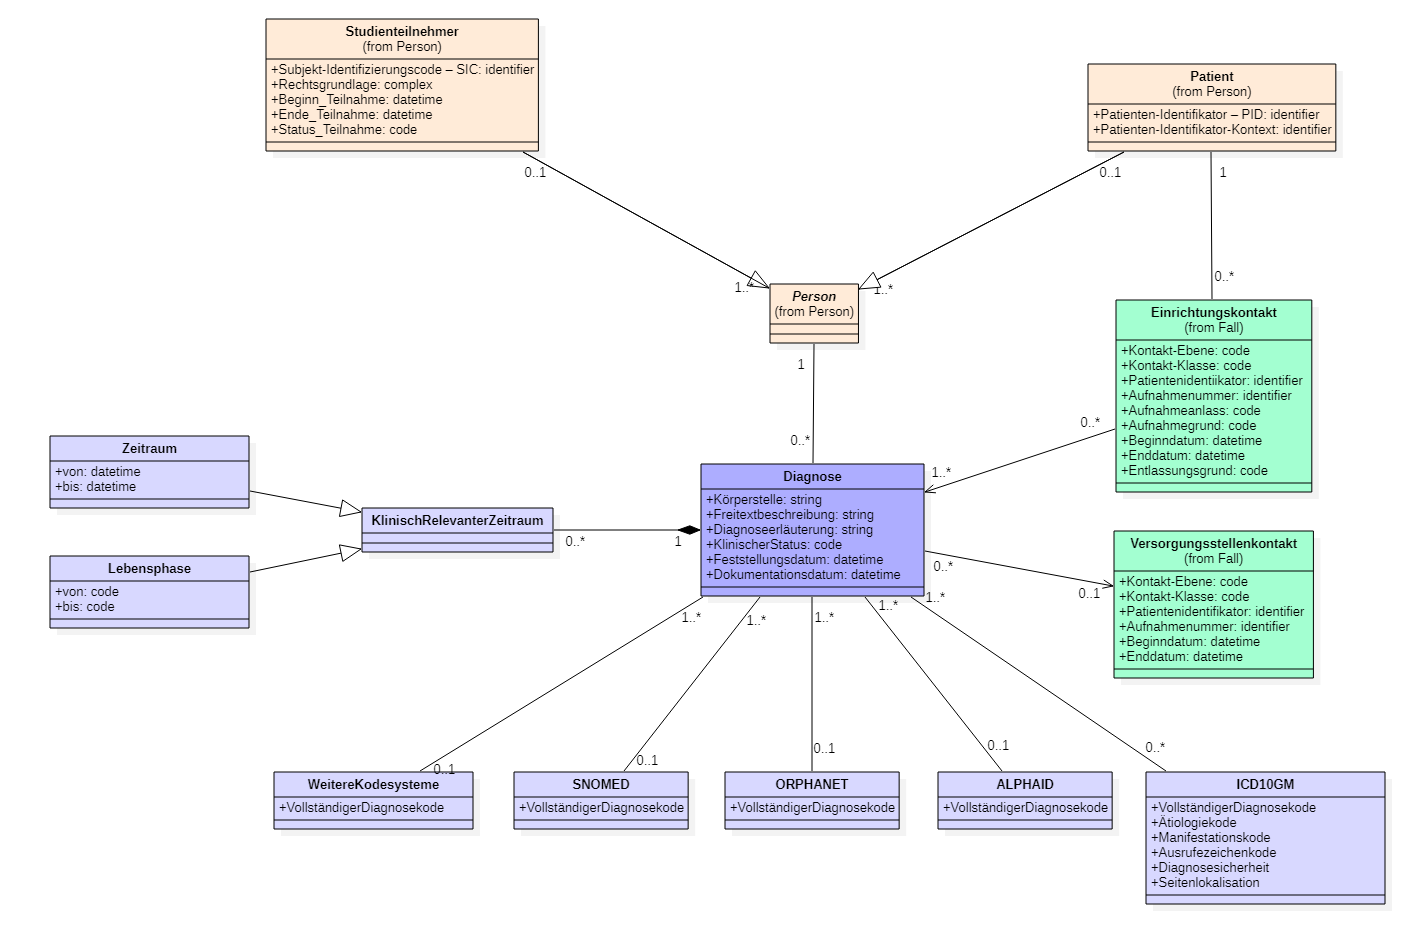 Studienteilnehmer
(from Person)
+Subjekt-Identifizierungscode – SIC: identifier
+Rechtsgrundlage: complex
+Beginn_Teilnahme: datetime
+Ende_Teilnahme: datetime
+Status_Teilnahme: code
Patient
(from Person)
+Patienten-Identifikator – PID: identifier
+Patienten-Identifikator-Kontext: identifier
0..1
0..1
1
1..*
1..*
0..*
Person
(from Person)
1
0..*
Einrichtungskontakt
(from Fall)
+Kontakt-Ebene: code
+Kontakt-Klasse: code
+Patientenidentiikator: identifier
+Aufnahmenummer: identifier
+Aufnahmeanlass: code
+Aufnahmegrund: code
+Beginndatum: datetime
+Enddatum: datetime
+Entlassungsgrund: code
0..*
1..*
Zeitraum
+von: datetime
+bis: datetime
KlinischRelevanterZeitraum
0..*
1
Lebensphase
+von: code
+bis: code
Diagnose
+Körperstelle: string
+Freitextbeschreibung: string
+Diagnoseerläuterung: string
+KlinischerStatus: code
+Feststellungsdatum: datetime
+Dokumentationsdatum: datetime
0..*
0..1
Versorgungsstellenkontakt
(from Fall)
+Kontakt-Ebene: code
+Kontakt-Klasse: code
+Patientenidentifikator: identifier
+Aufnahmenummer: identifier
+Beginndatum: datetime
+Enddatum: datetime
1..*
1..*
1..*
1..*
1..*
0..1
0..1
0..1
0..1
0..*
WeitereKodesysteme
+VollständigerDiagnosekode
SNOMED
+VollständigerDiagnosekode
ORPHANET
+VollständigerDiagnosekode
ALPHAID
+VollständigerDiagnosekode
ICD10GM
+VollständigerDiagnosekode
+Ätiologiekode
+Manifestationskode
+Ausrufezeichenkode
+Diagnosesicherheit
+Seitenlokalisation